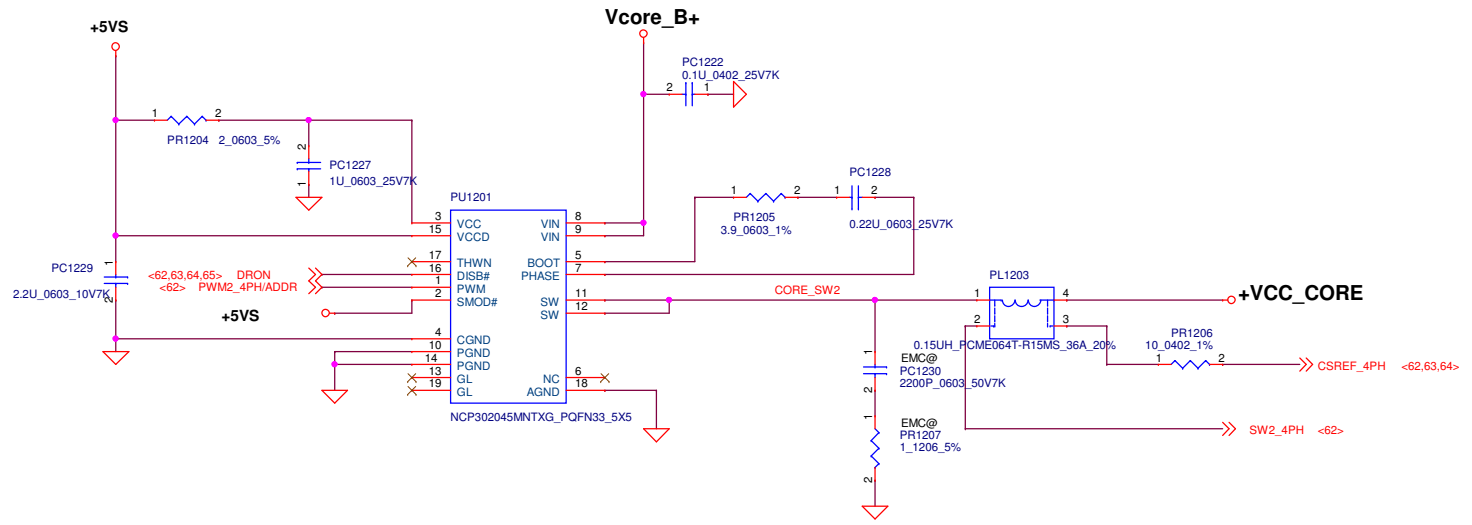 +5VS
Vcore_B+
PC1222
0.1U_0402_25V7K
2 1
1 2
PR1204 2_0603_5%
2
PC1227
1U_0603_25V7K
1
PC1228
1 2
0.22U_0603_25V7K
1 2
PR1205
3.9_0603_1%
PU1201
3 VCC VIN 8
15 VCCD VIN 9
17 THWN BOOT 5
16 DISB# PHASE 7
1 PWM
2 SMOD# SW 11
SW 12
4 CGND
10 PGND
14 PGND
13 GL NC 6
19 GL AGND 18
NCP302045MNTXG_PQFN33_5X5
<62,63,64,65> DRON
<62> PWM2_4PH/ADDR
+5VS
1
PC1229
2.2U_0603_10V7K
2
CORE_SW2
PL1203
1 4
2 3
0.15UH_PCME064T-R15MS_36A_20%
+VCC_CORE
PR1206
10_0402_1%
1 2
CSREF_4PH <62,63,64>
SW2_4PH <62>
1
EMC@
PC1230
2200P_0603_50V7K
2
1
EMC@
PR1207
1_1206_5%
2